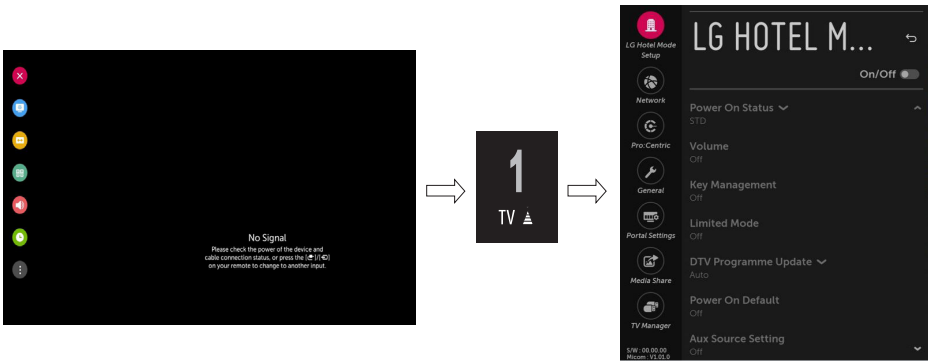 No Signal
Please check the power of the device and
cable connection status, or press the [ ]/[ ]
on your remote to change to another input.
1
TV
LG Hotel Mode
Setup
Network
Pro:Centric
General
Portal Settings
Media Share
TV Manager
S/W : 00.00.00
Micom : V1.01.0
LG HOTEL M...
On/Off
Power On Status
STD
Volume
Off
Key Management
Off
Limited Mode
Off
DTV Programme Update
Auto
Power On Default
Off
Aux Source Setting
Off